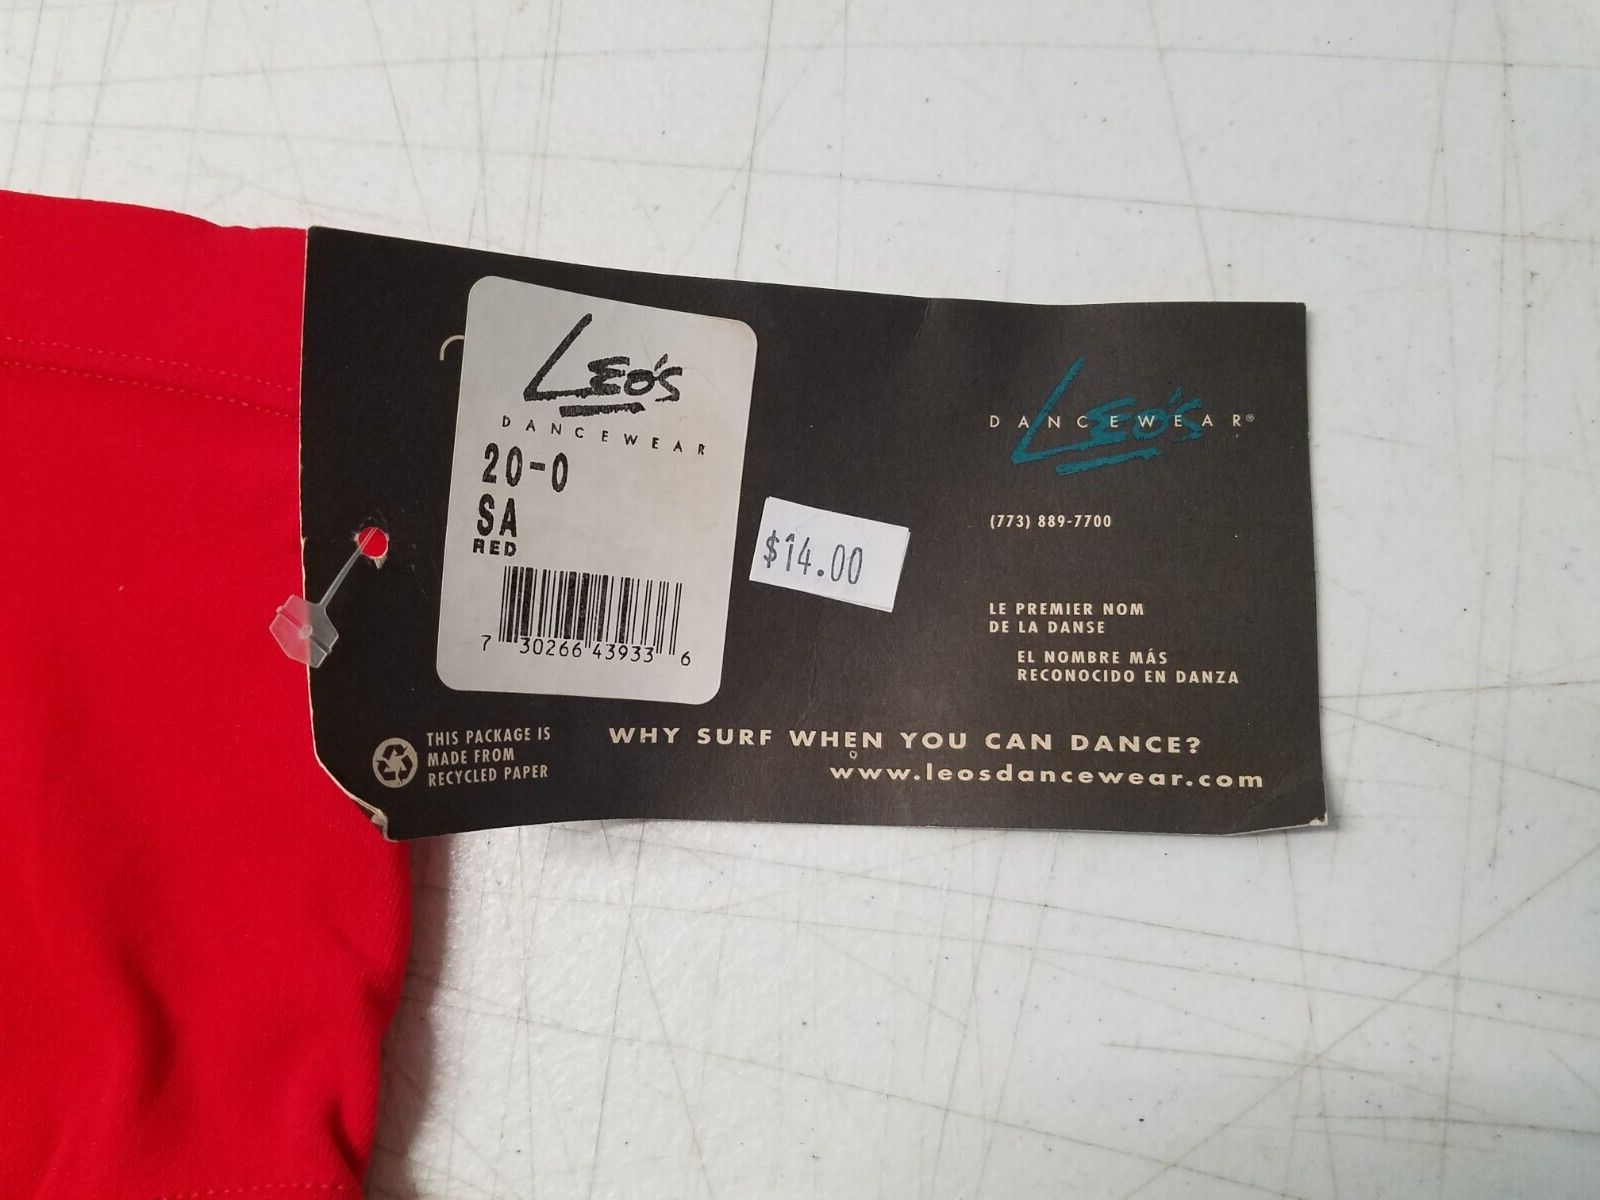 LEO'S
DANCEWEAR
20-0
SA
RED
7 30266 43933 6
$14.00
LEO'S
DANCEWEAR®
(773) 889-7700
LE PREMIER NOM
DE LA DANSE
EL NOMBRE MÁS
RECONOCIDO EN DANZA
THIS PACKAGE IS
MADE FROM
RECYCLED PAPER
WHY SURF WHEN YOU CAN DANCE?
www.leosdancewear.com